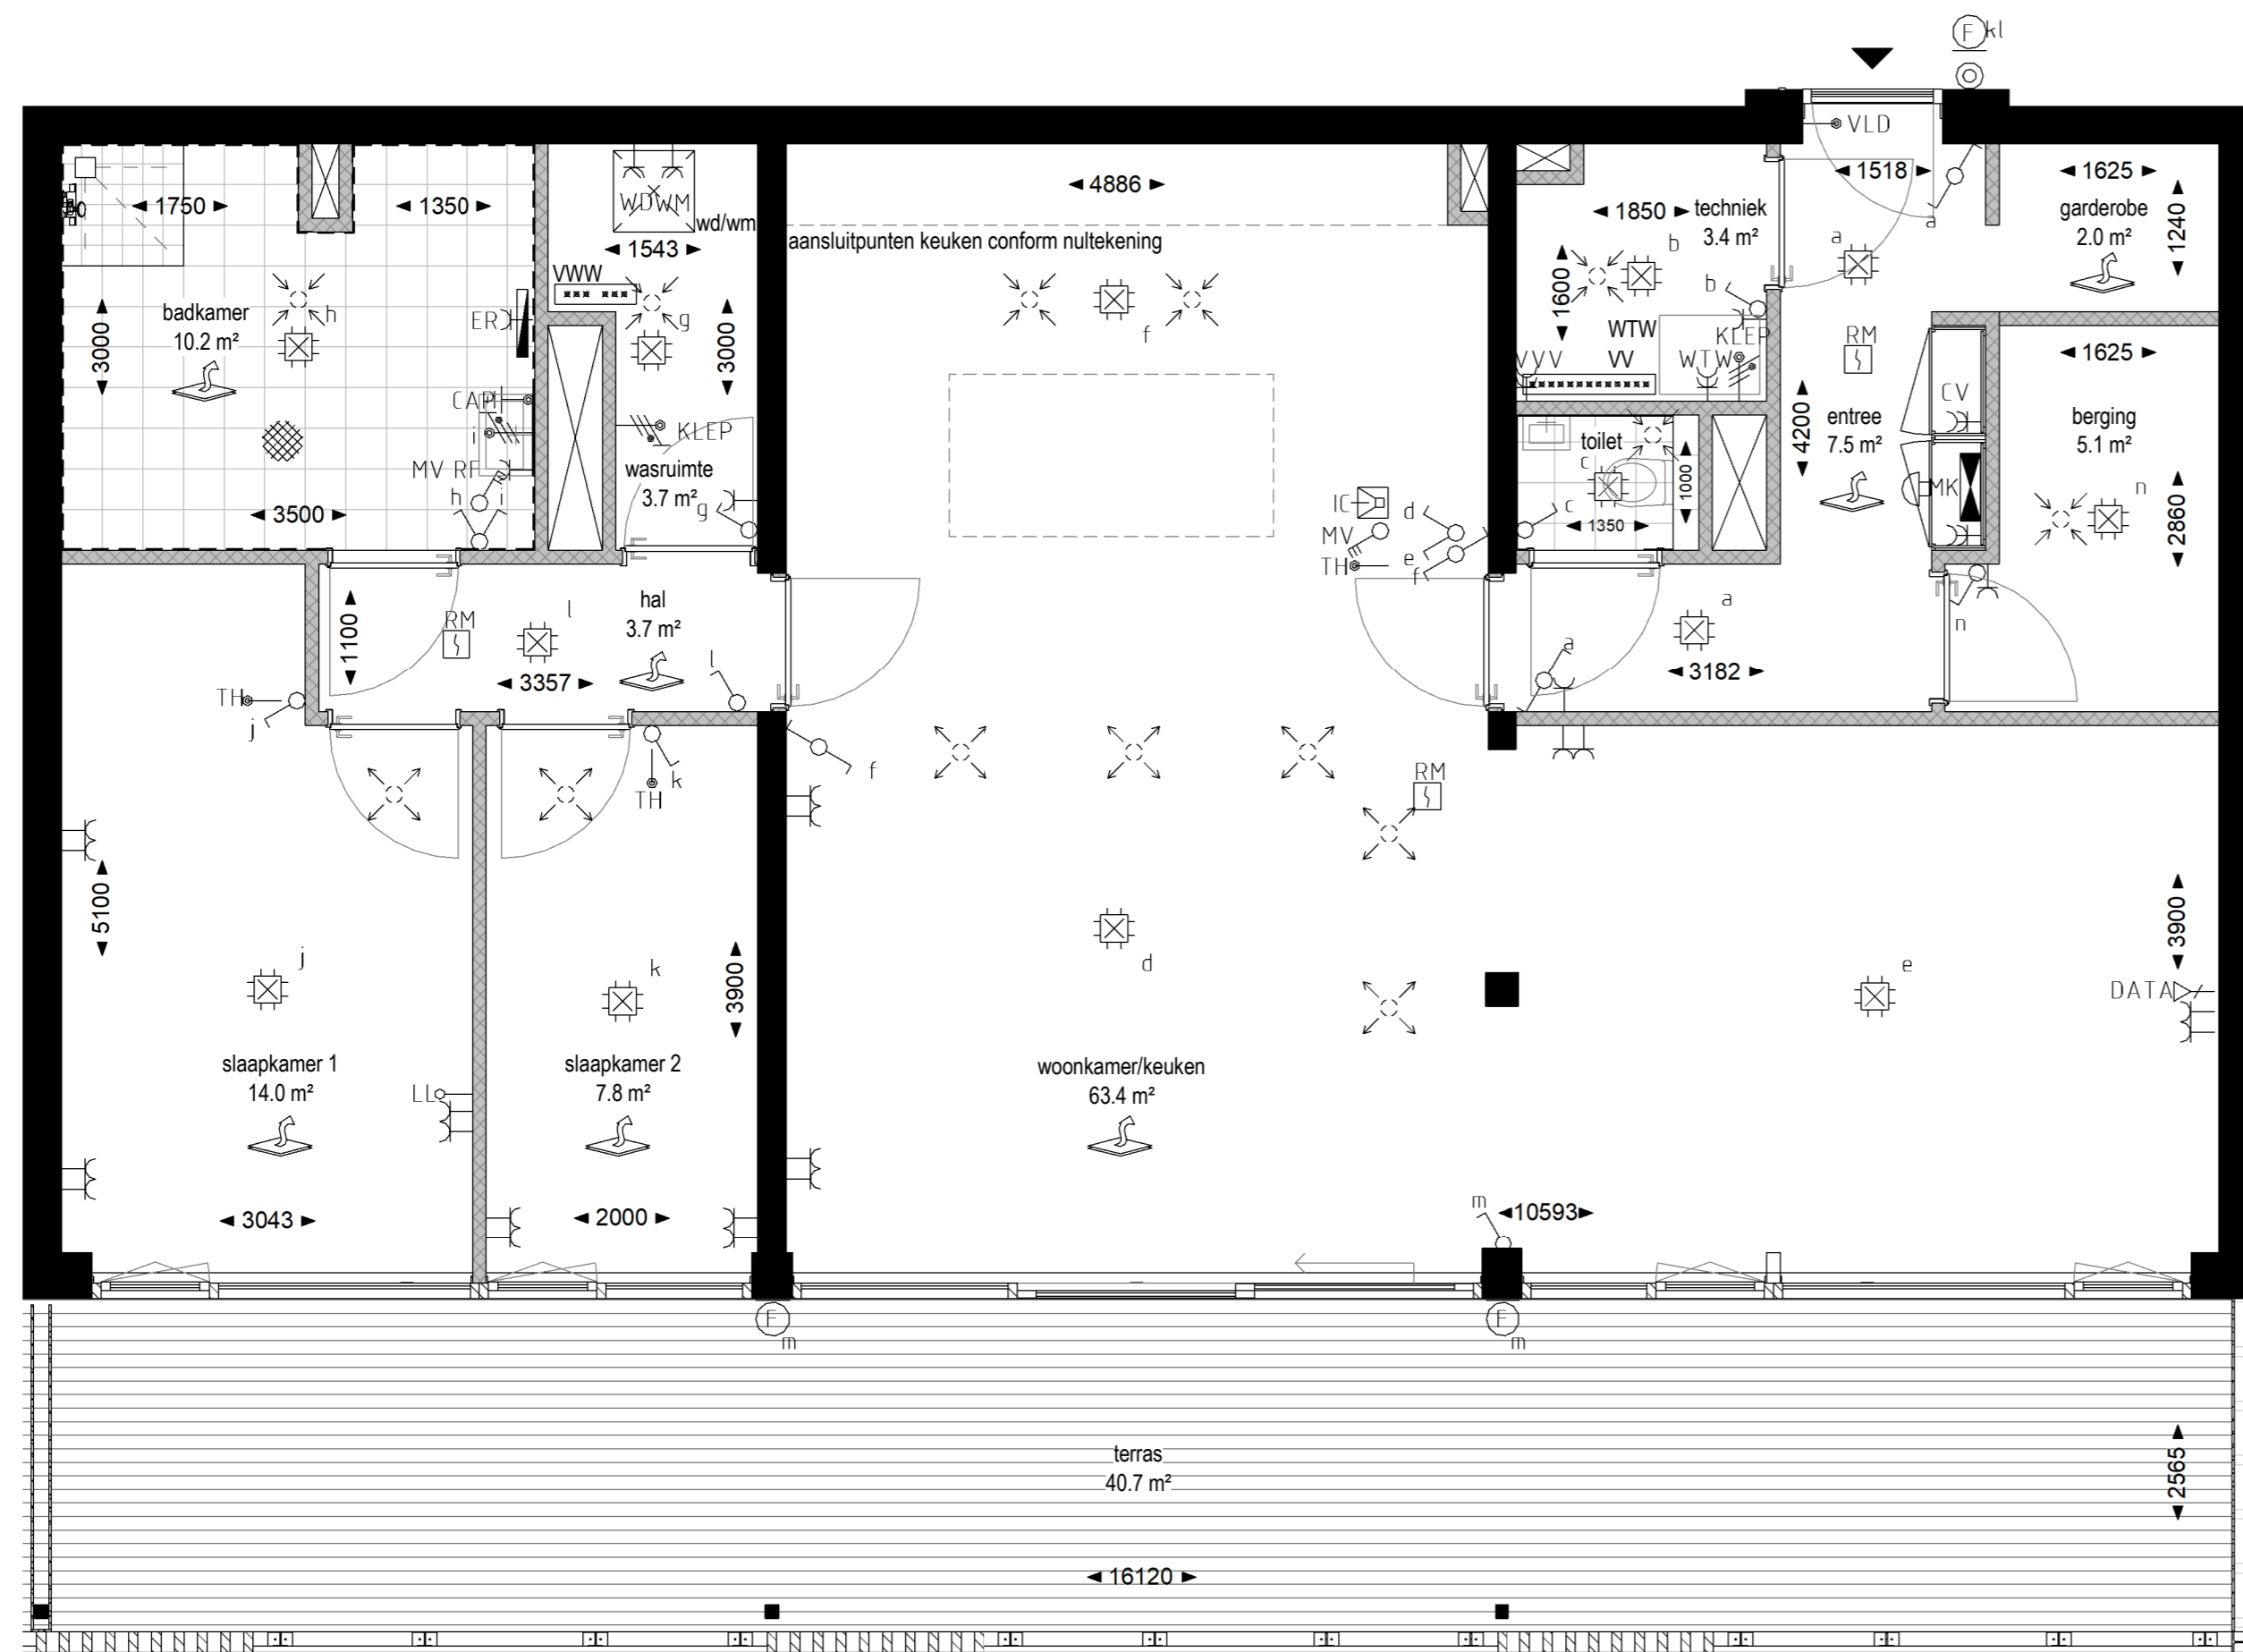 F kl
VLD
1750
1350
WDWM
wd/wm
1543
4886
aansluitpunten keuken conform nultekening
1850
techniek
3.4 m²
b
1518
a
a
1625
garderobe
2.0 m²
1240
VWW
badkamer
10.2 m²
h
3000
ER
g
3000
f
1600
b
WTW
VV
KLEP
VVV
WTW
RM
1625
CAP
i
MV RF
h
i
3500
KLEP
wasruimte
3.7 m²
g
IC
MV
TH
d
e
f
toilet
c
1000
1350
c
4200
entree
7.5 m²
CV
MK
berging
5.1 m²
n
2860
1100
RM
l
hal
3.7 m²
3357
l
TH
j
a
a
3182
n
k
TH
f
RM
5100
j
k
3900
d
e
3900
DATA
slaapkamer 1
14.0 m²
LL
slaapkamer 2
7.8 m²
woonkamer/keuken
63.4 m²
3043
2000
m
10593
F
m
F
m
terras
40.7 m²
2565
16120